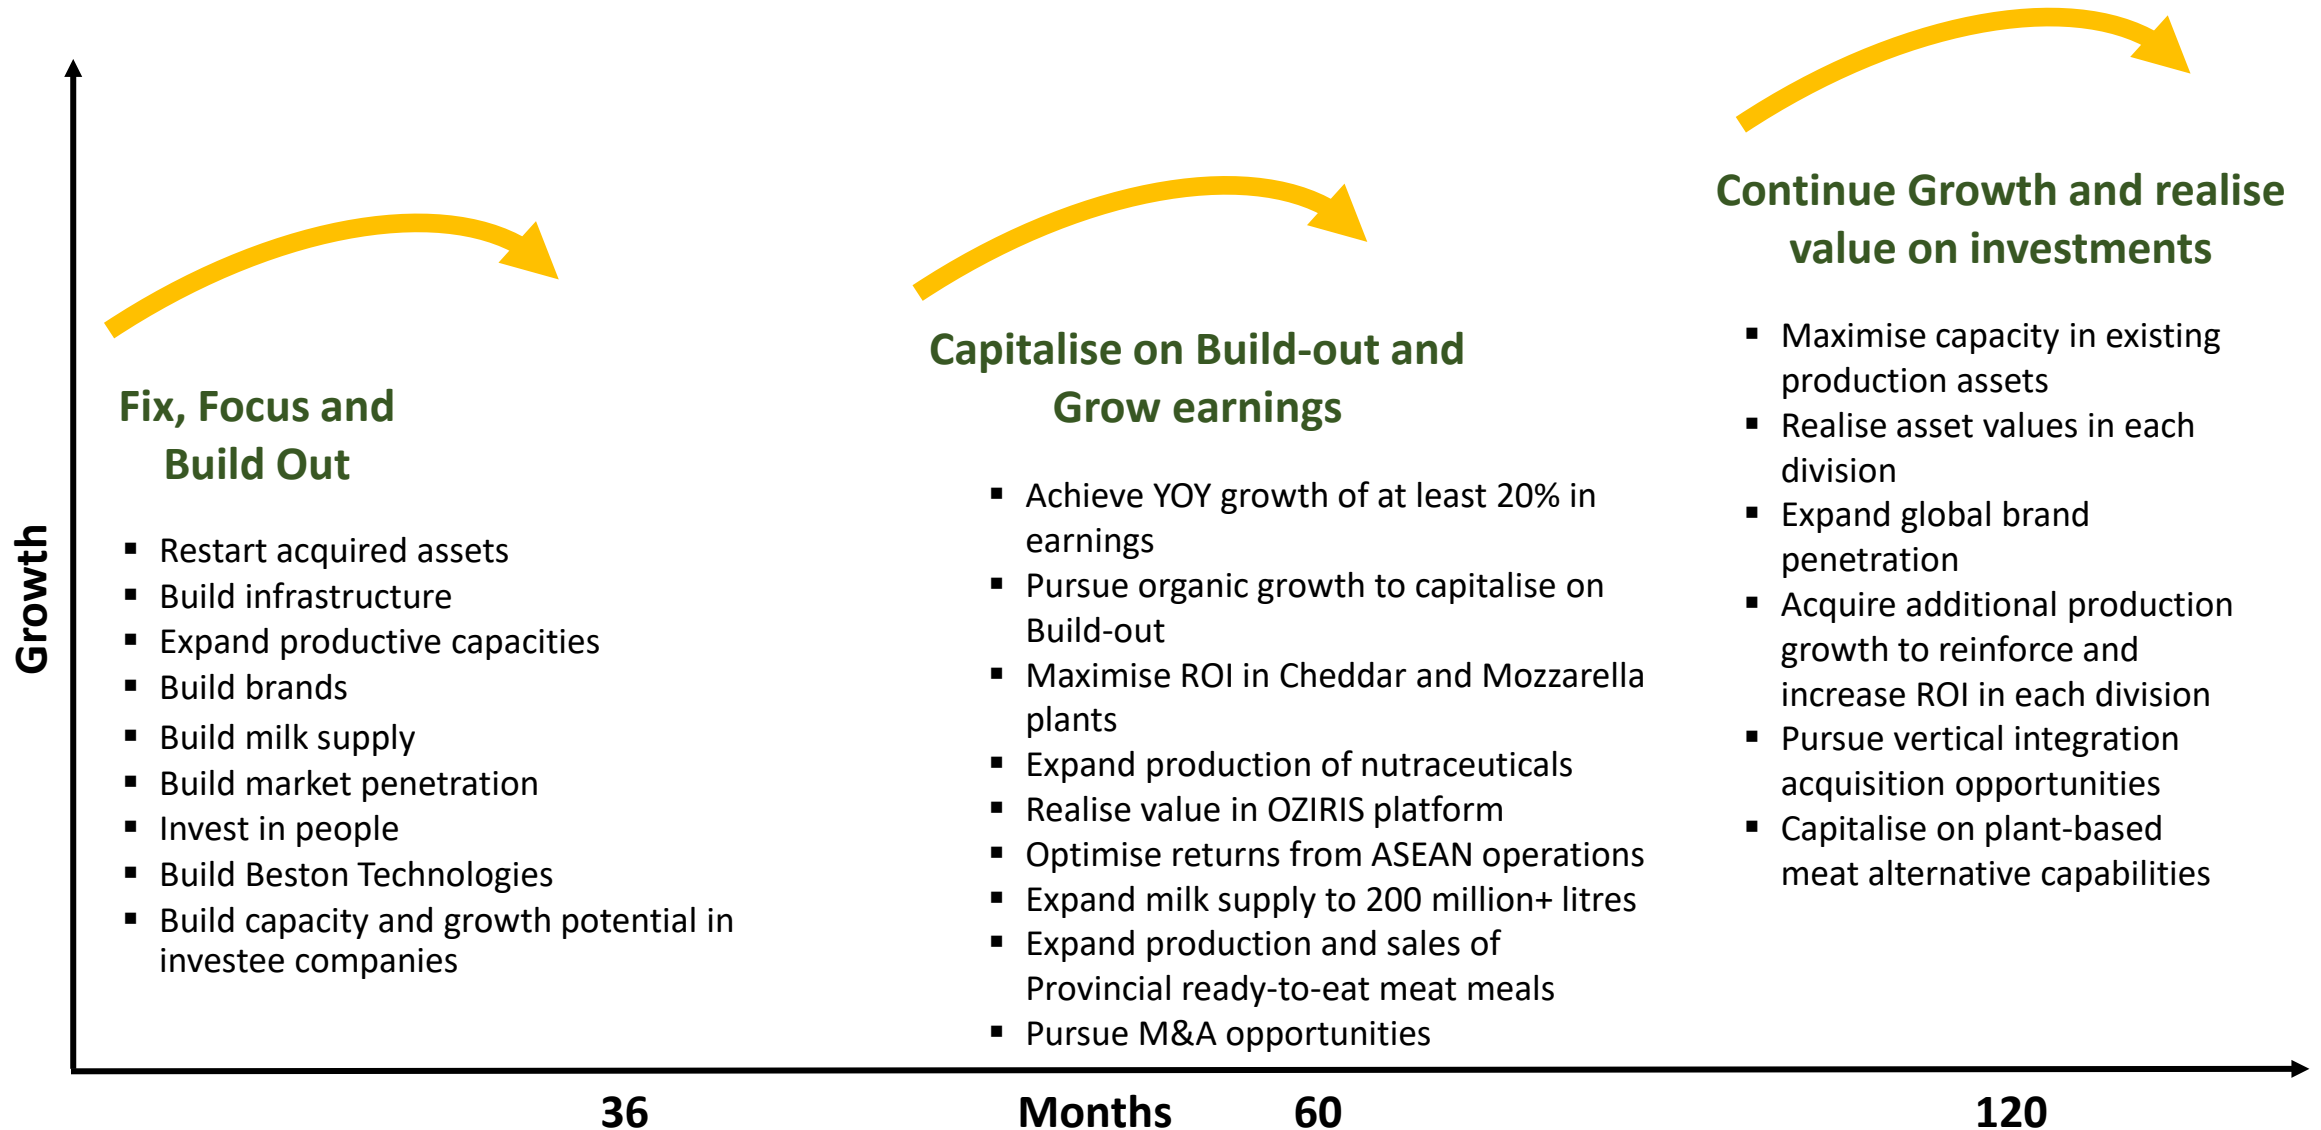 Growth
Fix, Focus and
Build Out
▪ Restart acquired assets
▪ Build infrastructure
▪ Expand productive capacities
▪ Build brands
▪ Build milk supply
▪ Build market penetration
▪ Invest in people
▪ Build Beston Technologies
▪ Build capacity and growth potential in
investee companies
Capitalise on Build-out and
Grow earnings
▪ Achieve YOY growth of at least 20% in
earnings
▪ Pursue organic growth to capitalise on
Build-out
▪ Maximise ROI in Cheddar and Mozzarella
plants
▪ Expand production of nutraceuticals
▪ Realise value in OZIRIS platform
▪ Optimise returns from ASEAN operations
▪ Expand milk supply to 200 million+ litres
▪ Expand production and sales of
Provincial ready-to-eat meat meals
▪ Pursue M&A opportunities
Continue Growth and realise
value on investments
▪ Maximise capacity in existing
production assets
▪ Realise asset values in each
division
▪ Expand global brand
penetration
▪ Acquire additional production
growth to reinforce and
increase ROI in each division
▪ Pursue vertical integration
acquisition opportunities
▪ Capitalise on plant-based
meat alternative capabilities
36 Months 60 120